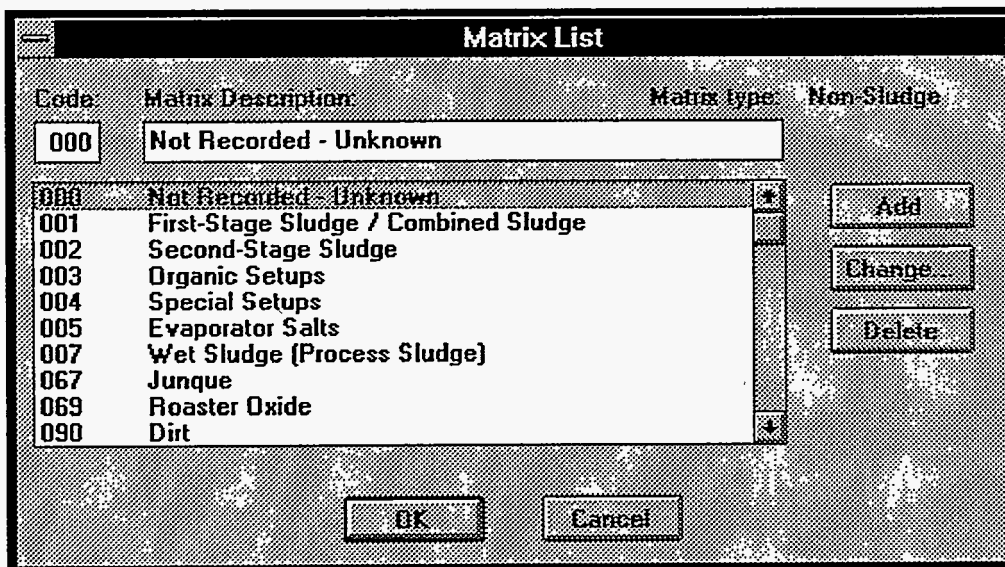 Matrix List
Code: Matrix Description: Matrix type: Non-Sludge
000 Not Recorded - Unknown
000 Not Recorded - Unknown
001 First-Stage Sludge / Combined Sludge
002 Second-Stage Sludge
003 Organic Setups
004 Special Setups
005 Evaporator Salts
007 Wet Sludge (Process Sludge)
067 Junque
069 Roaster Oxide
090 Dirt
Add
Change...
Delete
OK Cancel